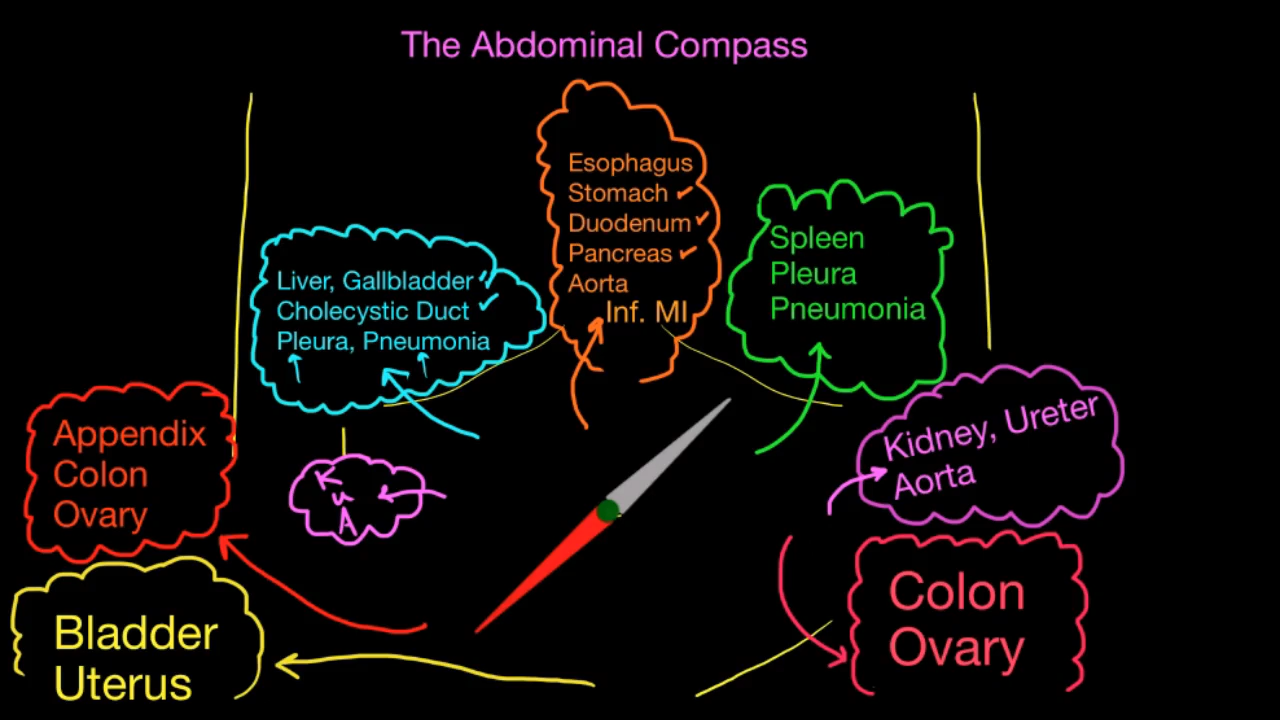 The Abdominal Compass
Esophagus
Stomach
Duodenum
Pancreas
Aorta
Inf. MI
Liver, Gallbladder
Cholecystic Duct
Pleura, Pneumonia
Spleen
Pleura
Pneumonia
Appendix
Colon
Ovary
K
u
A
Kidney, Ureter
Aorta
Bladder
Uterus
Colon
Ovary